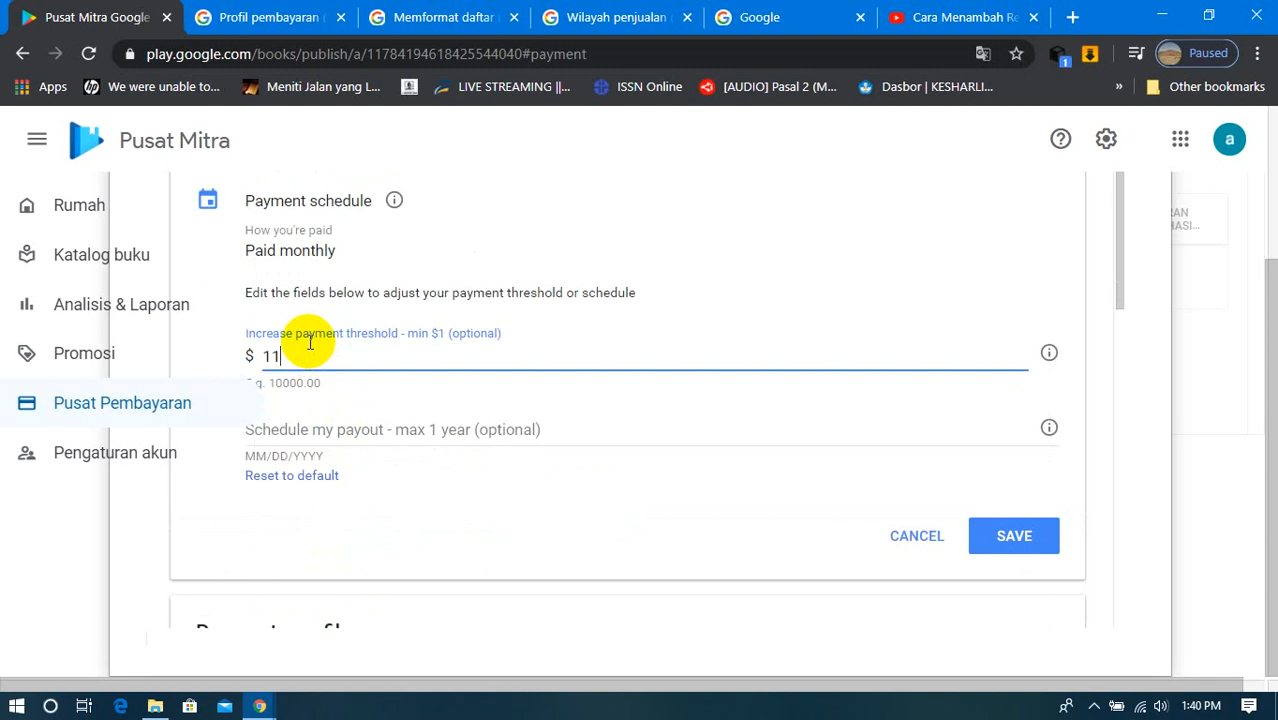 Pusat Mitra Google
Profil pembayaran (
Memformat daftar
Wilayah penjualan
Google
Cara Menambah Re
play.google.com/books/publish/a/11784194618425544040#payment
Paused
Apps
We were unable to...
Meniti Jalan yang L...
LIVE STREAMING ||...
ISSN Online
[AUDIO] Pasal 2 (M...
Dasbor | KESHARLI...
»
Other bookmarks
1
Pusat Mitra
a
Rumah
Katalog buku
Analisis & Laporan
Promosi
Pusat Pembayaran
Pengaturan akun
Payment schedule
How you're paid
Paid monthly
Edit the fields below to adjust your payment threshold or schedule
Increase payment threshold - min $1 (optional)
$ 11
E.g. 10000.00
Schedule my payout - max 1 year (optional)
MM/DD/YYYY
Reset to default
CANCEL
SAVE
1:40 PM